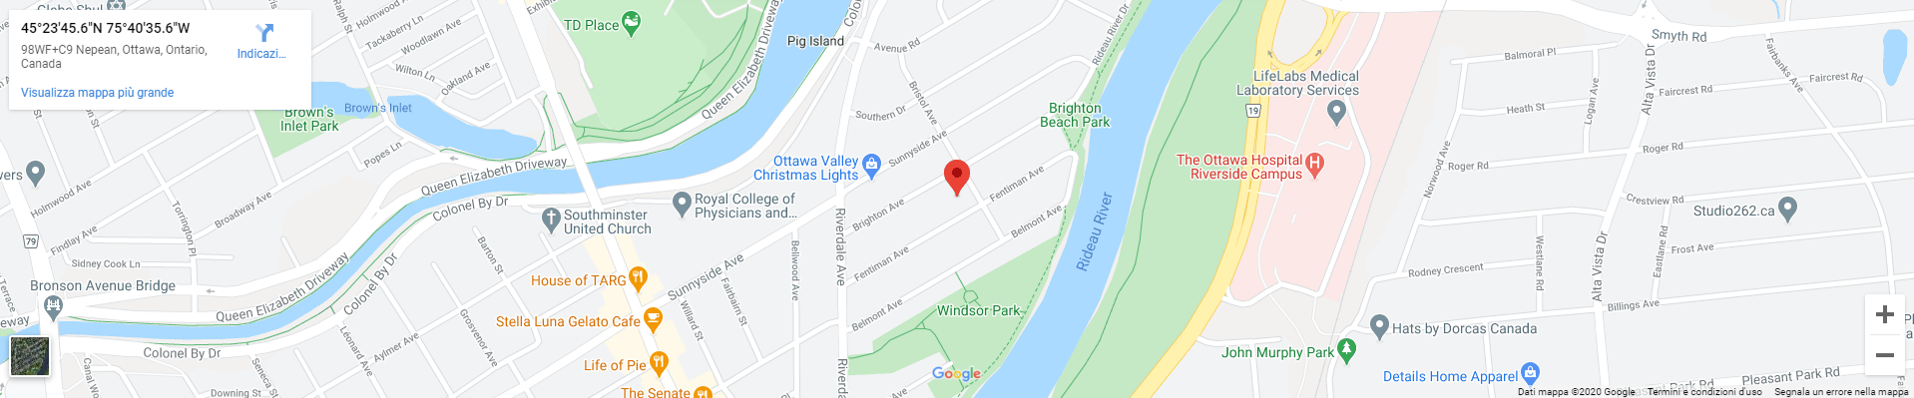 Globe Shul
45°23'45.6"N 75°40'35.6"W
98WF+C9 Nepean, Ottawa, Ontario,
Canada
Indicazi...
Visualizza mappa più grande
Ralph St
Holmwood Ave
Tackaberry Ln
Woodlawn Ave
Wilton Ln
Oakland Ave
TD Place
Queen Elizabeth Driveway
Pig Island
Avenue Rd
Rideau River Dr
Smyth Rd
Balmoral Pl
Alta Vista Dr
Fairbanks Ave
Faircrest Rd
Faircrest Rd
LifeLabs Medical
Laboratory Services
19
Heath St
Logan Ave
Brown's Inlet
Brown's
Inlet Park
Popes Ln
Bristol Ave
Southern Dr
Brighton
Beach Park
Sunnyside Ave
Ottawa Valley
Christmas Lights
The Ottawa Hospital
Riverside Campus
Norwood Ave
Roger Rd
Roger Rd
Holmwood Ave
Queen Elizabeth Driveway
Colonel By Dr
Torrington Pl
Broadway Ave
Royal College of
Physicians and...
Brighton Ave
Fentiman Ave
Belmont Ave
Rideau River
Crestview Rd
Studio262.ca
Southminster
United Church
Riverdale Ave
79
Findlay Ave
Sidney Cook Ln
Barton St
Bellwood Ave
Fentiman Ave
Westlane Rd
Eastlane Rd
Frost Ave
Rodney Crescent
Alta Vista Dr
Billings Ave
House of TARG
Sunnyside Ave
Fairbairn St
Willard St
Bronson Avenue Bridge
Queen Elizabeth Driveway
Colonel By Dr
Grosvenor Ave
Stella Luna Gelato Cafe
Belmont Ave
Windsor Park
Hats by Dorcas Canada
John Murphy Park
Léonard Ave
Aylmer Ave
Colonel By Dr
Seneca St
Downing St
Life of Pie
The Senate
Google
Details Home Apparel
Pleasant Park Rd
Dati mappa ©2020 Google
Termini e condizioni d'uso
Segnala un errore nella mappa